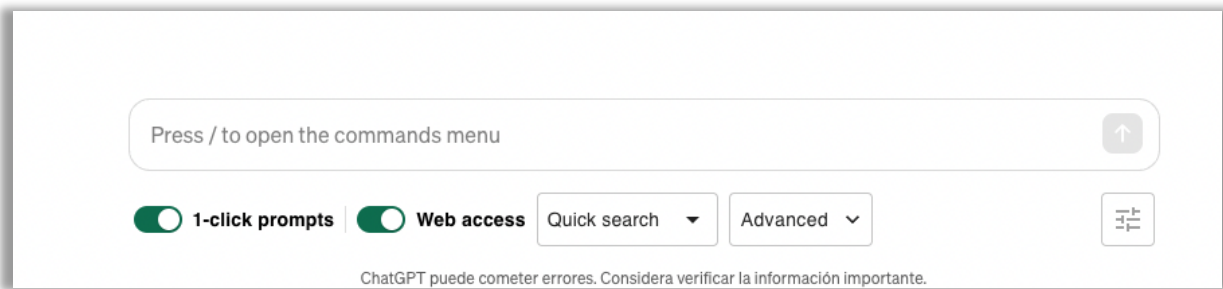 Press / to open the commands menu
1-click prompts Web access Quick search Advanced
ChatGPT puede cometer errores. Considera verificar la información importante.